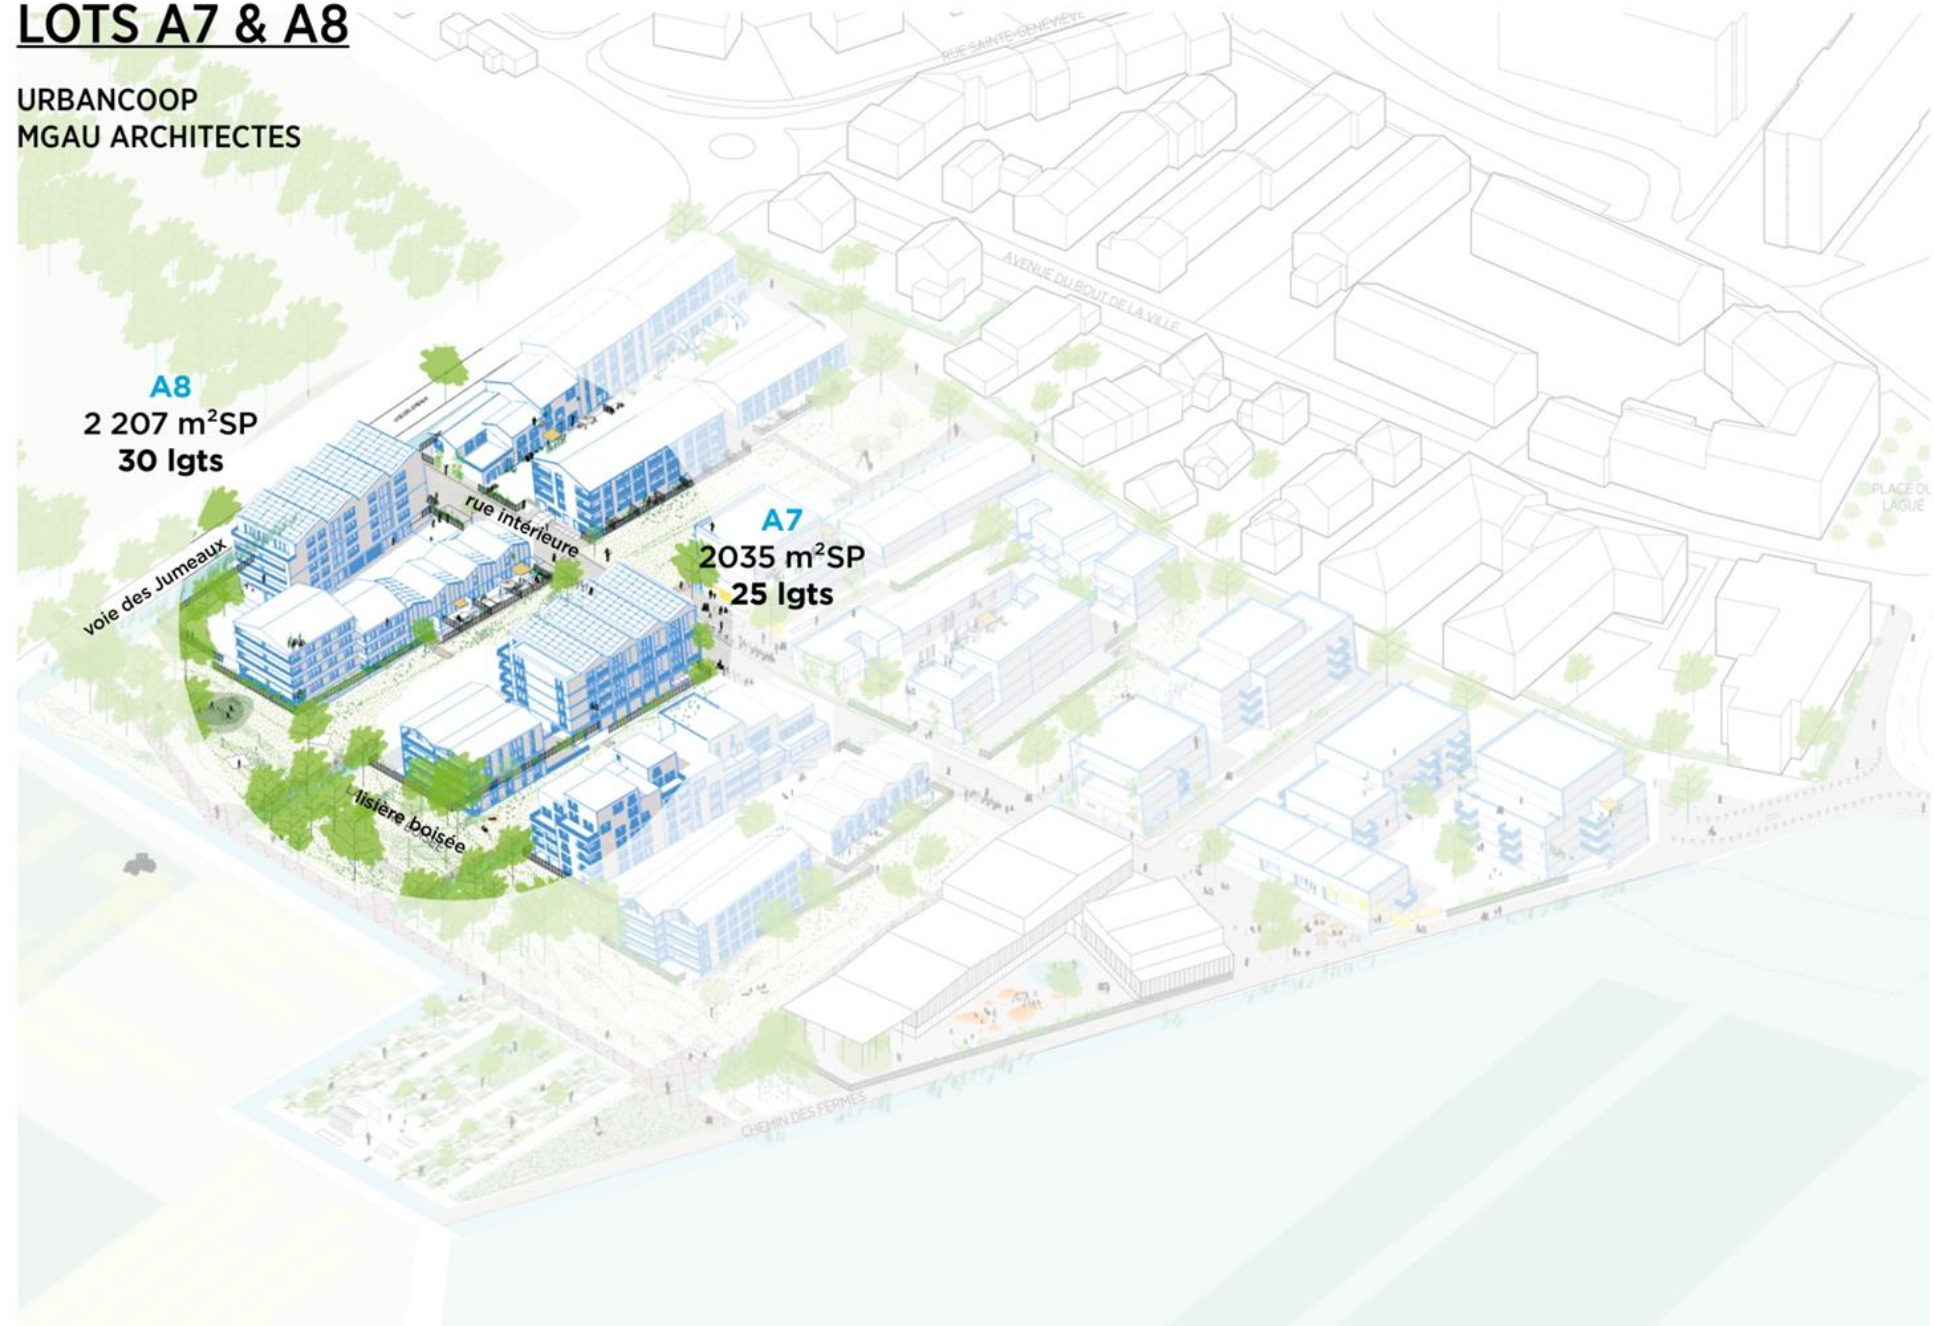 LOTS A7 & A8
URBANCOOP
MGAU ARCHITECTES
RUE SAINTE-GENEVIÈVE
AVENUE DU BOUT DE LA VILLE
A8
2 207 m²SP
30 lgts
PLACE DU
LAGUE
rue intérieure
A7
2035 m²SP
25 lgts
voie des Jumeaux
lisière boisée
CHEMIN DES FERMES